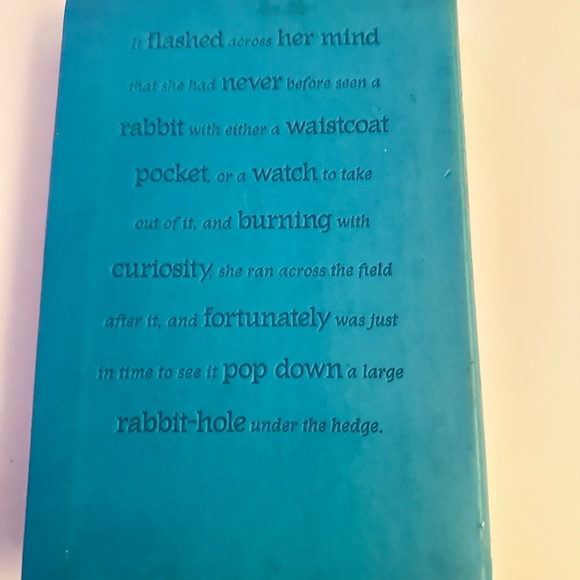 It flashed across her mind
that she had never before seen a
rabbit with either a waistcoat
pocket, or a watch to take
out of it, and burning with
curiosity, she ran across the field
after it, and fortunately was just
in time to see it pop down a large
rabbit-hole under the hedge.